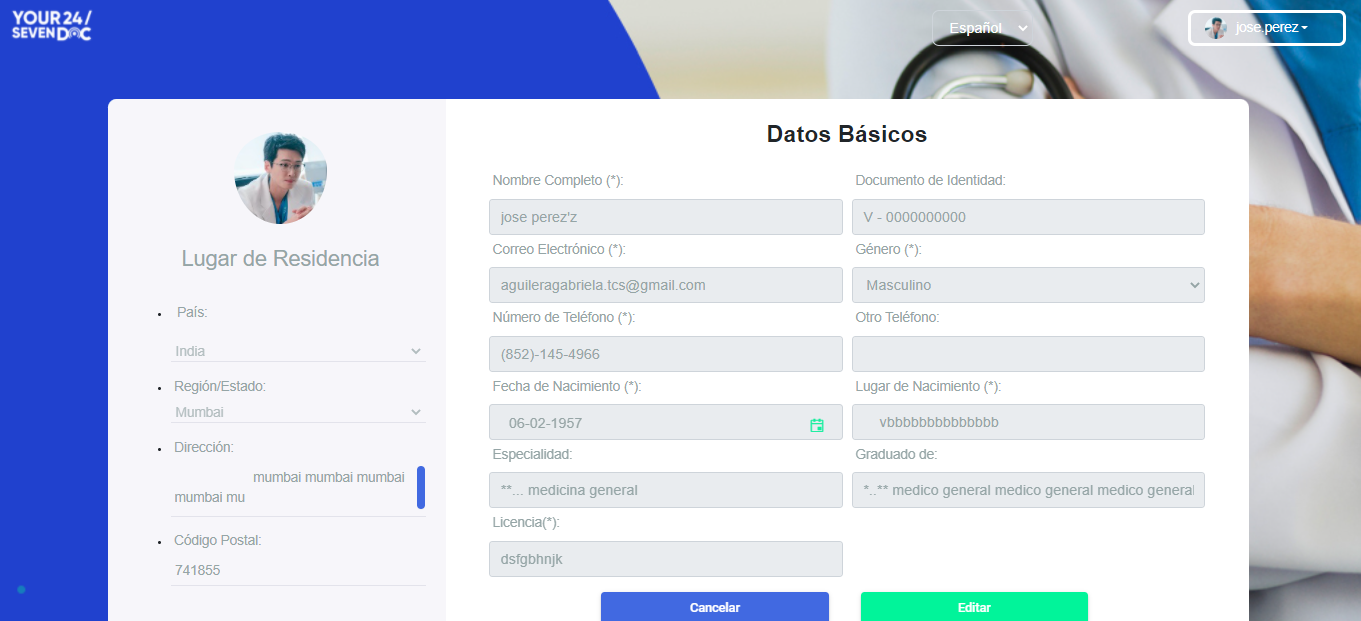 YOUR 24/
SEVEN DOC
Español
jose.perez
Datos Básicos
Lugar de Residencia
País:
India
Región/Estado:
Mumbai
Dirección:
mumbai mumbai mumbai
mumbai mu
Código Postal:
741855
Nombre Completo (*):
jose perez'z
Documento de Identidad:
V - 0000000000
Correo Electrónico (*):
aguileragabriela.tcs@gmail.com
Género (*):
Masculino
Número de Teléfono (*):
(852)-145-4966
Otro Teléfono:
Fecha de Nacimiento (*):
06-02-1957
Lugar de Nacimiento (*):
vbbbbbbbbbbbbbb
Especialidad:
**... medicina general
Graduado de:
*..** medico general medico general medico general
Licencia(*):
dsfgbhnjk
Cancelar
Editar